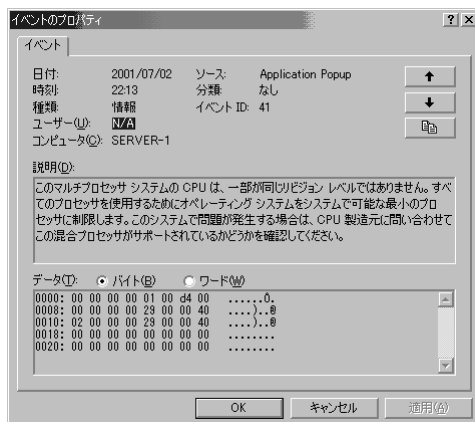 イベントのプロパティ
イベント
日付: 2001/07/02 ソース: Application Popup
時刻: 22:13 分類: なし
種類: 情報 イベント ID: 41
ユーザー(U): N/A
コンピュータ(C): SERVER-1
説明(D):
このマルチプロセッサ システムの CPU は、一部が同じリビジョン レベルではありません。すべ
てのプロセッサを使用するためにオペレーティング システムをシステムで可能な最小のプロ
セッサに制限します。このシステムで問題が発生する場合は、CPU 製造元に問い合わせて
この混合プロセッサがサポートされているかどうかを確認してください。
データ(T): バイト(B) ワード(W)
0000: 00 00 00 00 01 00 d4 00 ......Ô.
0008: 00 00 00 00 29 00 00 40 ....)..@
0010: 02 00 00 00 29 00 00 40 ....)..@
0018: 00 00 00 00 00 00 00 00 ........
0020: 00 00 00 00 00 00 00 00 ........
OK キャンセル 適用(A)